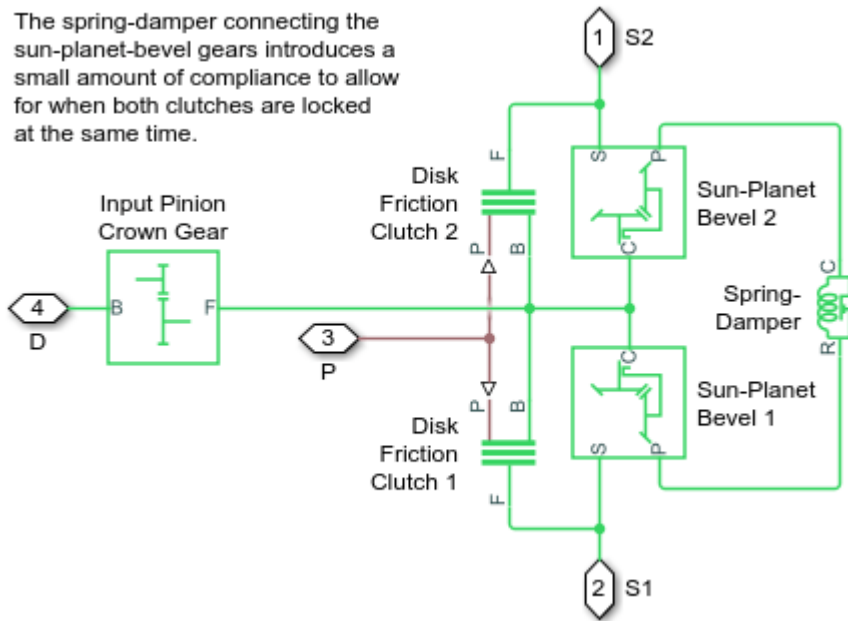 The spring-damper connecting the
sun-planet-bevel gears introduces a
small amount of compliance to allow
for when both clutches are locked
at the same time.
1
S2
F
S
P
Disk
Friction
Clutch 2
Sun-Planet
Bevel 2
Input Pinion
Crown Gear
P
B
C
C
4
B
F
Spring-
Damper
D
3
P
R
C
P
B
Sun-Planet
Bevel 1
Disk
Friction
Clutch 1
S
P
F
2
S1